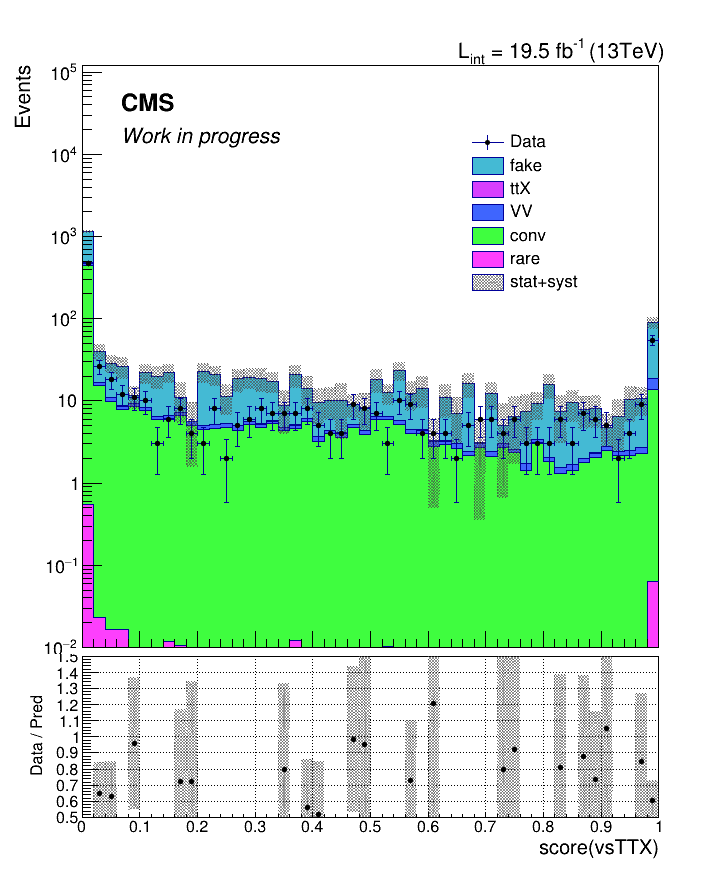 L_int = 19.5 fb^-1 (13TeV)
Events
CMS
Work in progress
Data
fake
ttX
VV
conv
rare
stat+syst
10^5
10^4
10^3
10^2
10
1
10^-1
10^-2
Data / Pred
1.5
1.4
1.3
1.2
1.1
1
0.9
0.8
0.7
0.6
0.5
0 0.1 0.2 0.3 0.4 0.5 0.6 0.7 0.8 0.9 1
score(vsTTX)